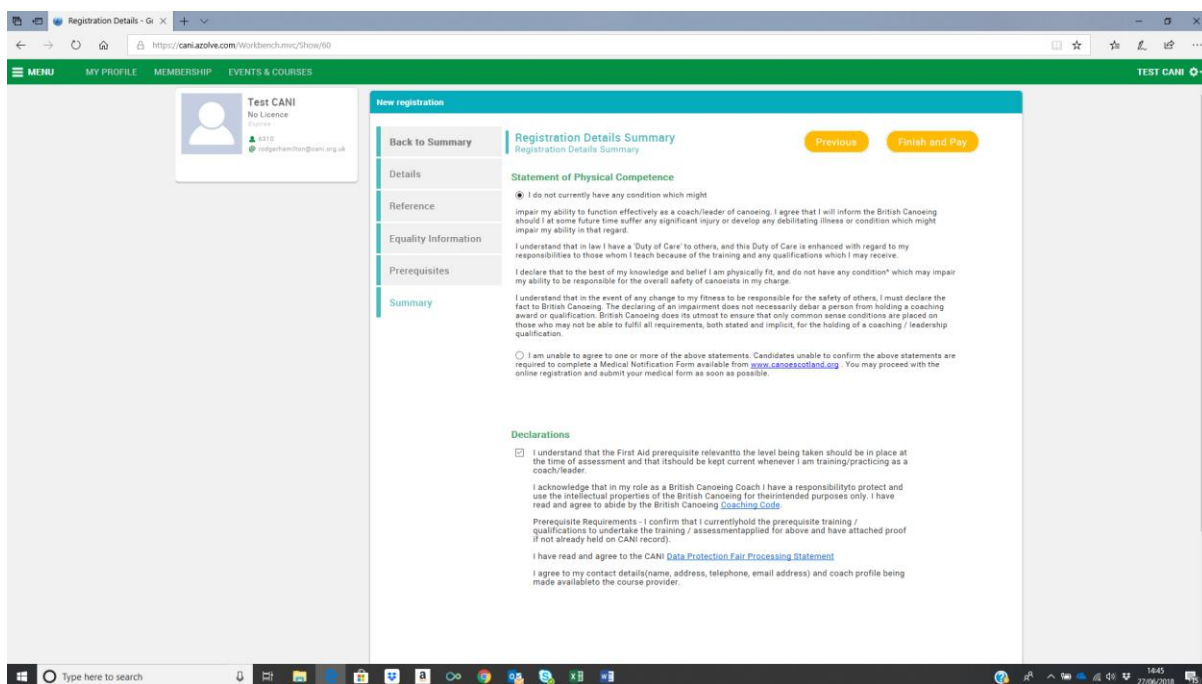 Registration Details - Gr
https://cani.azolve.com/Workbench.mvc/Show/60
MENU MY PROFILE MEMBERSHIP EVENTS & COURSES TEST CANI
Test CANI
No Licence
6310
rodgerhamilton@cani.org.uk
New registration
Back to Summary
Details
Reference
Equality Information
Prerequisites
Summary
Registration Details Summary
Registration Details Summary
Previous
Finish and Pay
Statement of Physical Competence
I do not currently have any condition which might
impair my ability to function effectively as a coach/leader of canoeing. I agree that I will inform the British Canoeing
should I at some future time suffer any significant injury or develop any debilitating illness or condition which might
impair my ability in that regard.
I understand that in law I have a 'Duty of Care' to others, and this Duty of Care is enhanced with regard to my
responsibilities to those whom I teach because of the training and any qualifications which I may receive.
I declare that to the best of my knowledge and belief I am physically fit, and do not have any condition* which may impair
my ability to be responsible for the overall safety of canoeists in my charge.
I understand that in the event of any change to my fitness to be responsible for the safety of others, I must declare the
fact to British Canoeing. The declaring of an impairment does not necessarily debar a person from holding a coaching
award or qualification. British Canoeing does its utmost to ensure that only common sense conditions are placed on
those who may not be able to fulfil all requirements, both stated and implicit, for the holding of a coaching / leadership
qualification.
I am unable to agree to one or more of the above statements. Candidates unable to confirm the above statements are
required to complete a Medical Notification Form available from www.canoescotland.org . You may proceed with the
online registration and submit your medical form as soon as possible.
Declarations
I understand that the First Aid prerequisite relevantto the level being taken should be in place at
the time of assessment and that itshould be kept current whenever I am training/practicing as a
coach/leader.
I acknowledge that in my role as a British Canoeing Coach I have a responsibilityto protect and
use the intellectual properties of the British Canoeing for theirintended purposes only. I have
read and agree to abide by the British Canoeing Coaching Code.
Prerequisite Requirements - I confirm that I currentlyhold the prerequisite training /
qualifications to undertake the training / assessmentapplied for above and have attached proof
if not already held on CANI record).
I have read and agree to the CANI Data Protection Fair Processing Statement
I agree to my contact details(name, address, telephone, email address) and coach profile being
made availableto the course provider.
Type here to search
14:45
27/06/2018